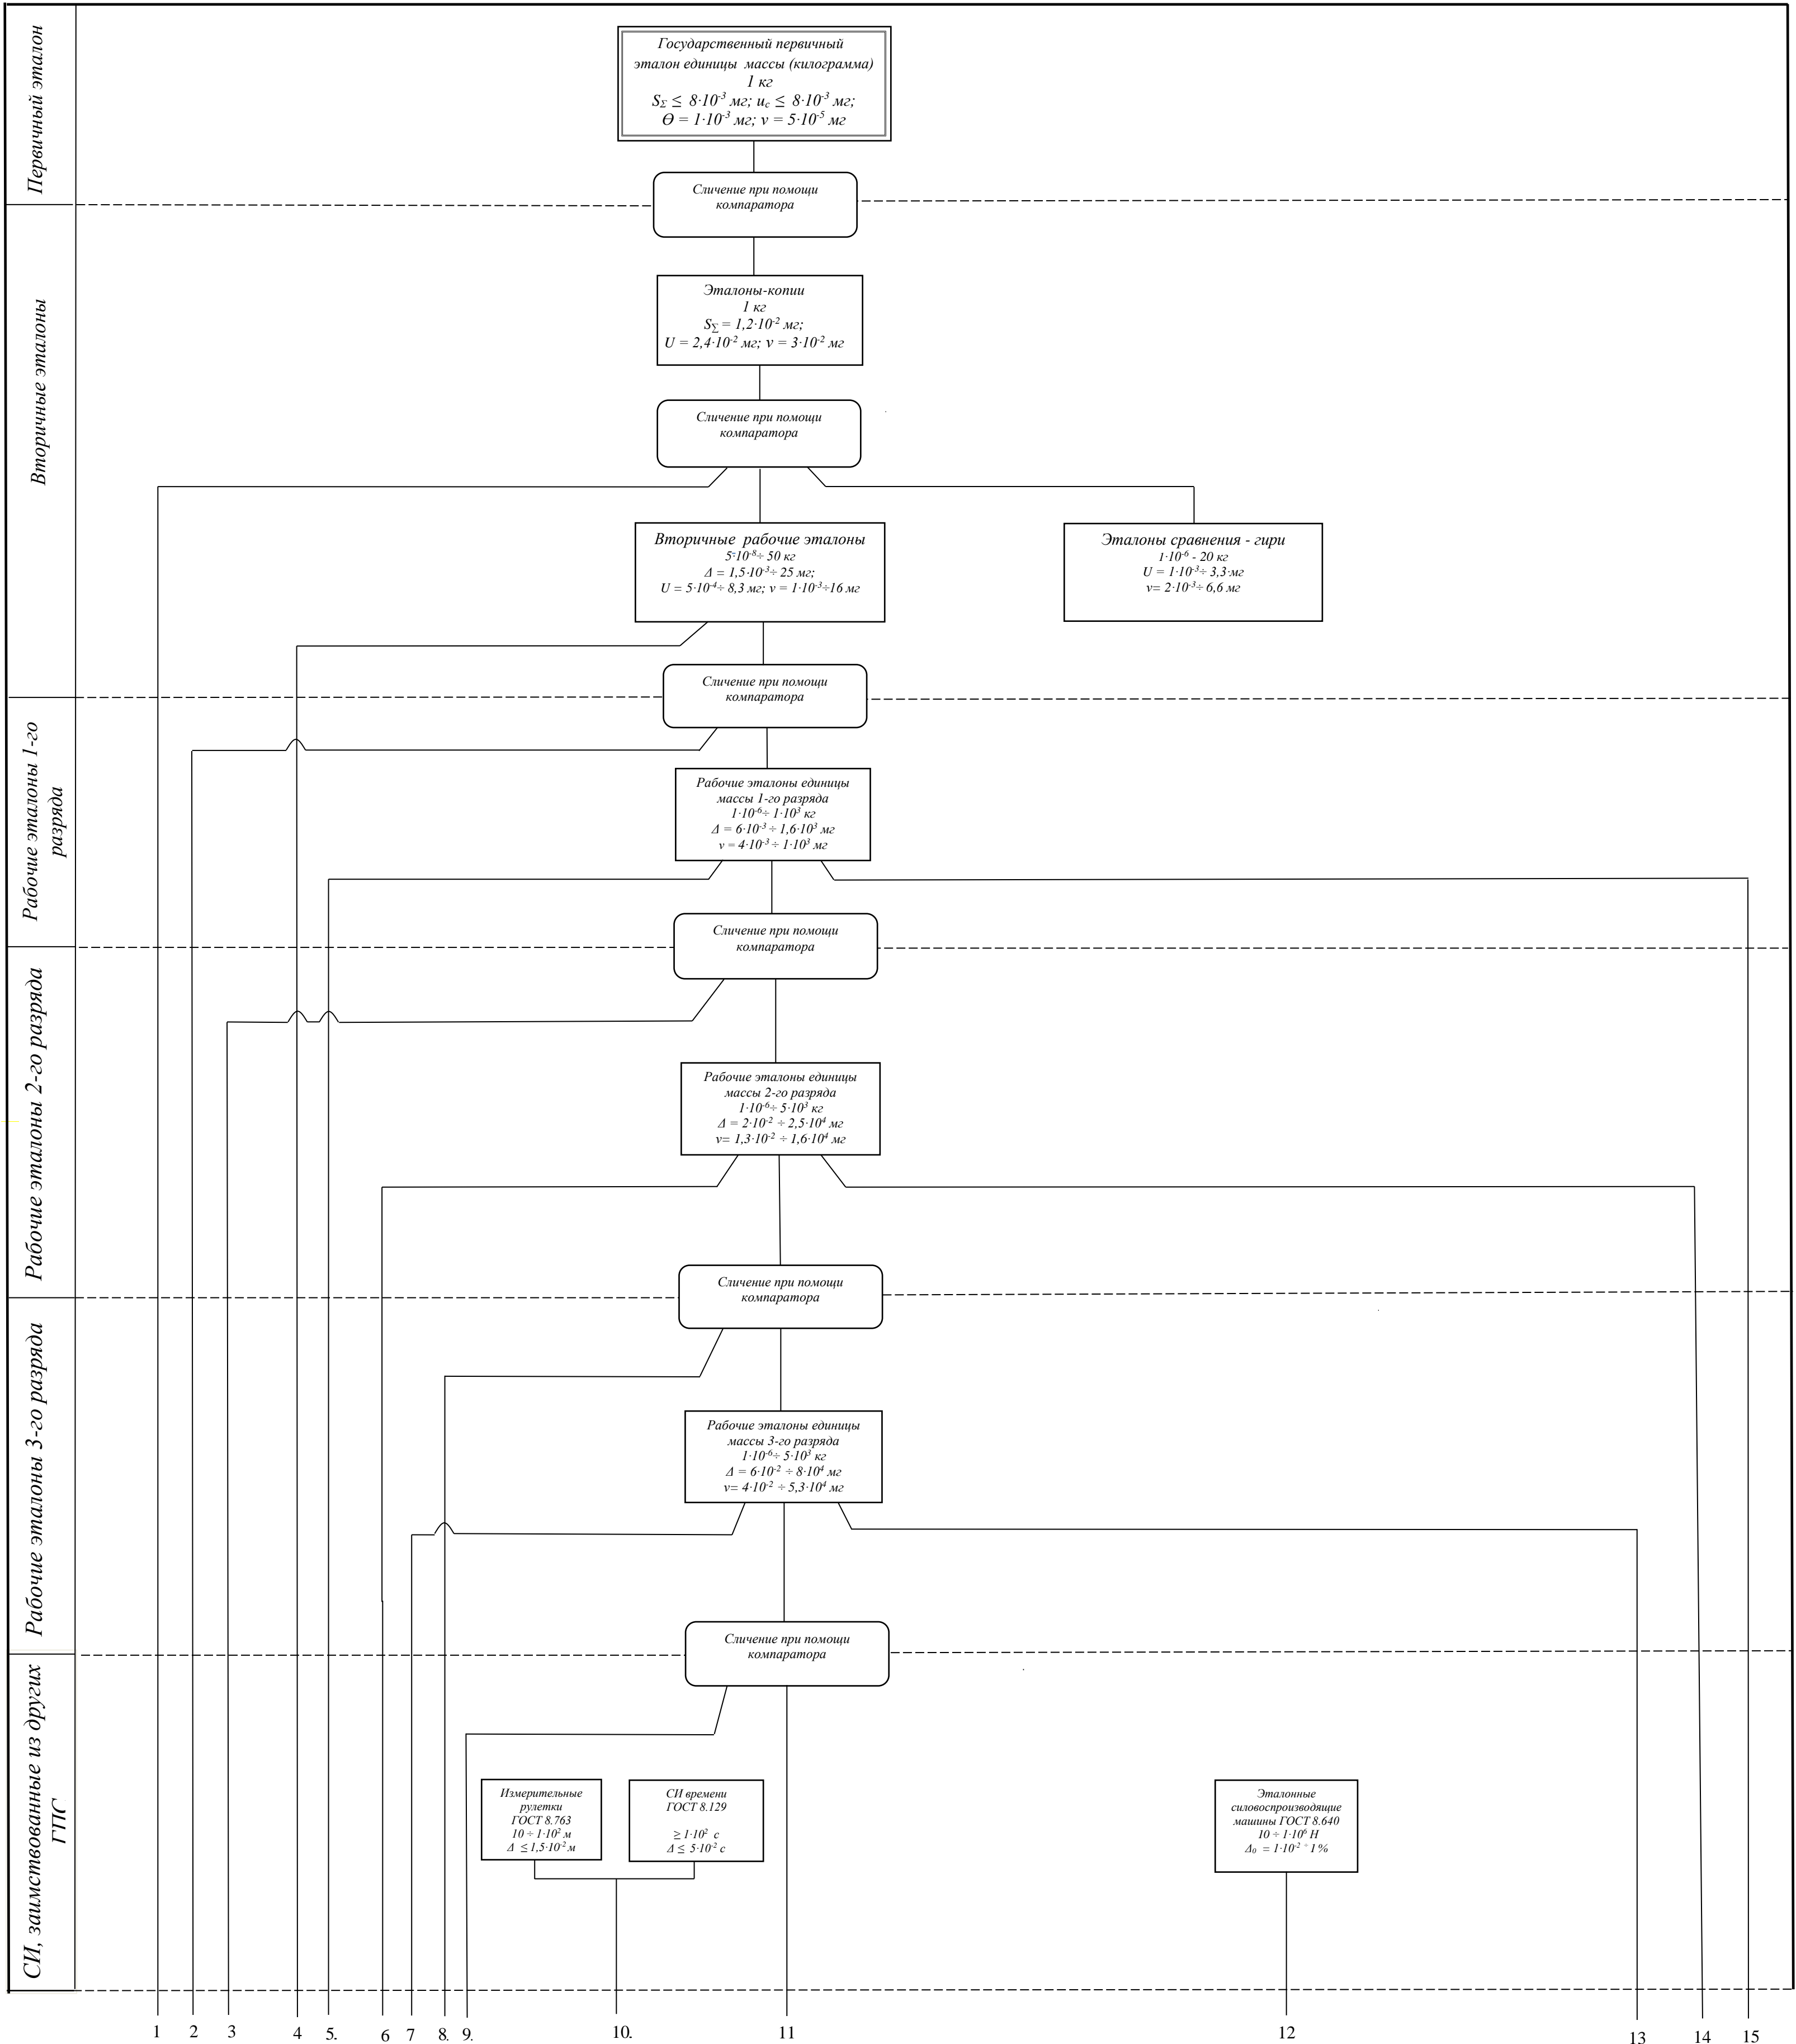 Первичный эталон
Государственный первичный
эталон единицы массы (килограмма)
1 кг
S_Σ ≤ 8·10⁻³ мг; u_c ≤ 8·10⁻³ мг;
Ѳ = 1·10⁻³ мг; ν = 5·10⁻⁵ мг
Сличение при помощи
компаратора
Вторичные эталоны
Эталоны-копии
1 кг
S_Σ = 1,2·10⁻² мг;
U = 2,4·10⁻² мг; ν = 3·10⁻² мг
Сличение при помощи
компаратора
Вторичные рабочие эталоны
5·10⁻⁸÷ 50 кг
Δ = 1,5·10⁻³÷ 25 мг;
U = 5·10⁻⁴÷ 8,3 мг; ν = 1·10⁻³÷16 мг
Эталоны сравнения - гири
1·10⁻⁶ - 20 кг
U = 1·10⁻³÷ 3,3·мг
ν= 2·10⁻³÷ 6,6 мг
Сличение при помощи
компаратора
Рабочие эталоны 1-го
разряда
Рабочие эталоны единицы
массы 1-го разряда
1·10⁻⁶÷ 1·10³ кг
Δ = 6·10⁻³ ÷ 1,6·10³ мг
ν = 4·10⁻³ ÷ 1·10³ мг
Сличение при помощи
компаратора
Рабочие эталоны 2-го разряда
Рабочие эталоны единицы
массы 2-го разряда
1·10⁻⁶÷ 5·10³ кг
Δ = 2·10⁻² ÷ 2,5·10⁴ мг
ν= 1,3·10⁻² ÷ 1,6·10⁴ мг
Сличение при помощи
компаратора
Рабочие эталоны 3-го разряда
Рабочие эталоны единицы
массы 3-го разряда
1·10⁻⁶÷ 5·10³ кг
Δ = 6·10⁻² ÷ 8·10⁴ мг
ν= 4·10⁻² ÷ 5,3·10⁴ мг
Сличение при помощи
компаратора
СИ, заимствованные из других
ГПС
Измерительные
рулетки
ГОСТ 8.763
10 ÷ 1·10² м
Δ ≤ 1,5·10⁻² м
СИ времени
ГОСТ 8.129
≥ 1·10² с
Δ ≤ 5·10⁻² с
Эталонные
силовоспроизводящие
машины ГОСТ 8.640
10 ÷ 1·10⁶ Н
Δ₀ = 1·10⁻² ÷ 1 %
1 2 3 4 5. 6 7 8. 9. 10. 11 12 13 14 15